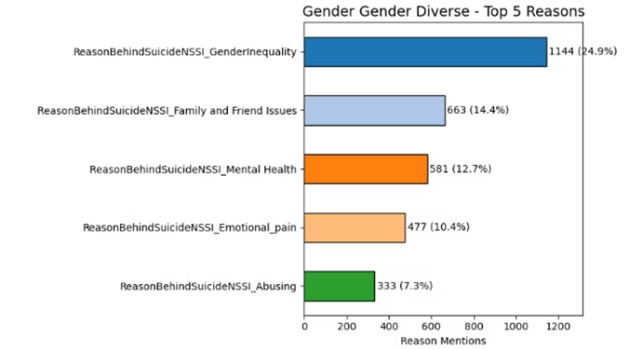 Gender Gender Diverse - Top 5 Reasons
ReasonBehindSuicideNSSI_GenderInequality
1144 (24.9%)
ReasonBehindSuicideNSSI_Family and Friend Issues
663 (14.4%)
ReasonBehindSuicideNSSI_Mental Health
581 (12.7%)
ReasonBehindSuicideNSSI_Emotional_pain
477 (10.4%)
ReasonBehindSuicideNSSI_Abusing
333 (7.3%)
0 200 400 600 800 1000 1200
Reason Mentions